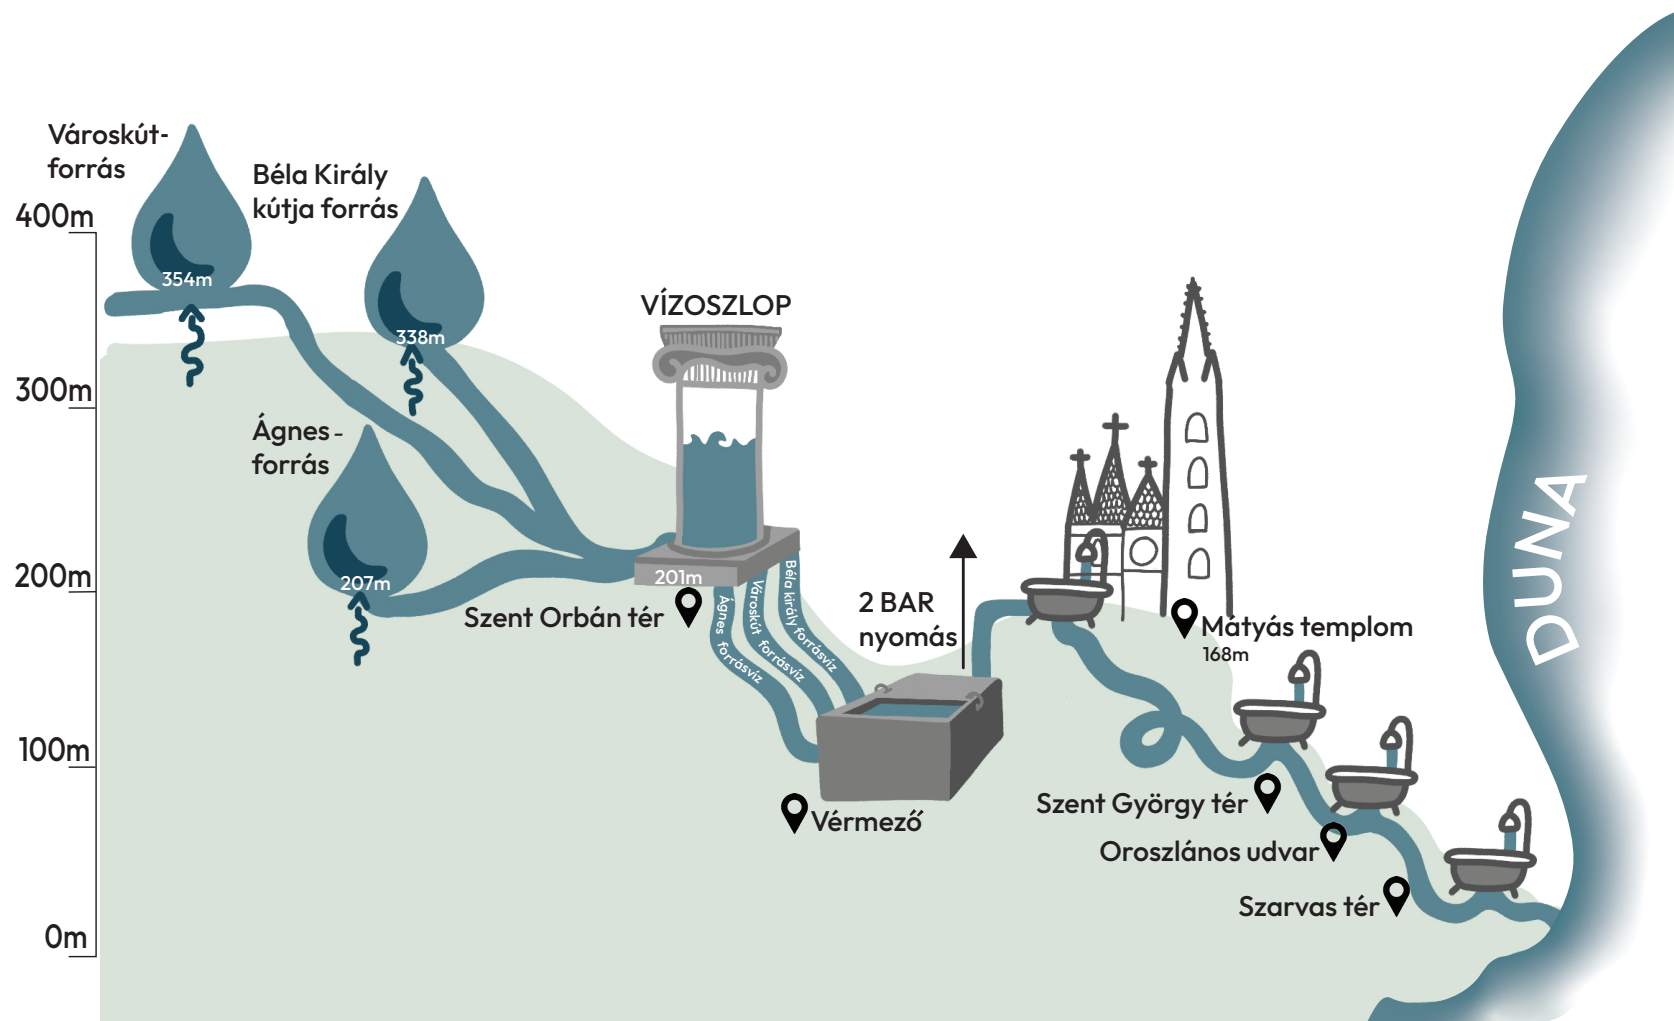 Városkút-
forrás
Béla Király
kútja forrás
400m
354m
338m
VÍZOSZLOP
300m
Ágnes-
forrás
200m
207m
201m
Szent Orbán tér
Ágnes forrásvíz
Városkút forrásvíz
Béla király forrásvíz
2 BAR
nyomás
Mátyás templom
168m
DUNA
100m
Vérmező
Szent György tér
Oroszlános udvar
Szarvas tér
0m